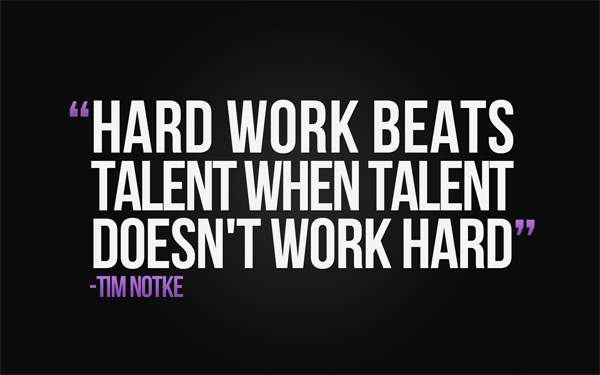 “HARD WORK BEATS
TALENT WHEN TALENT
DOESN'T WORK HARD”
-TIM NOTKE